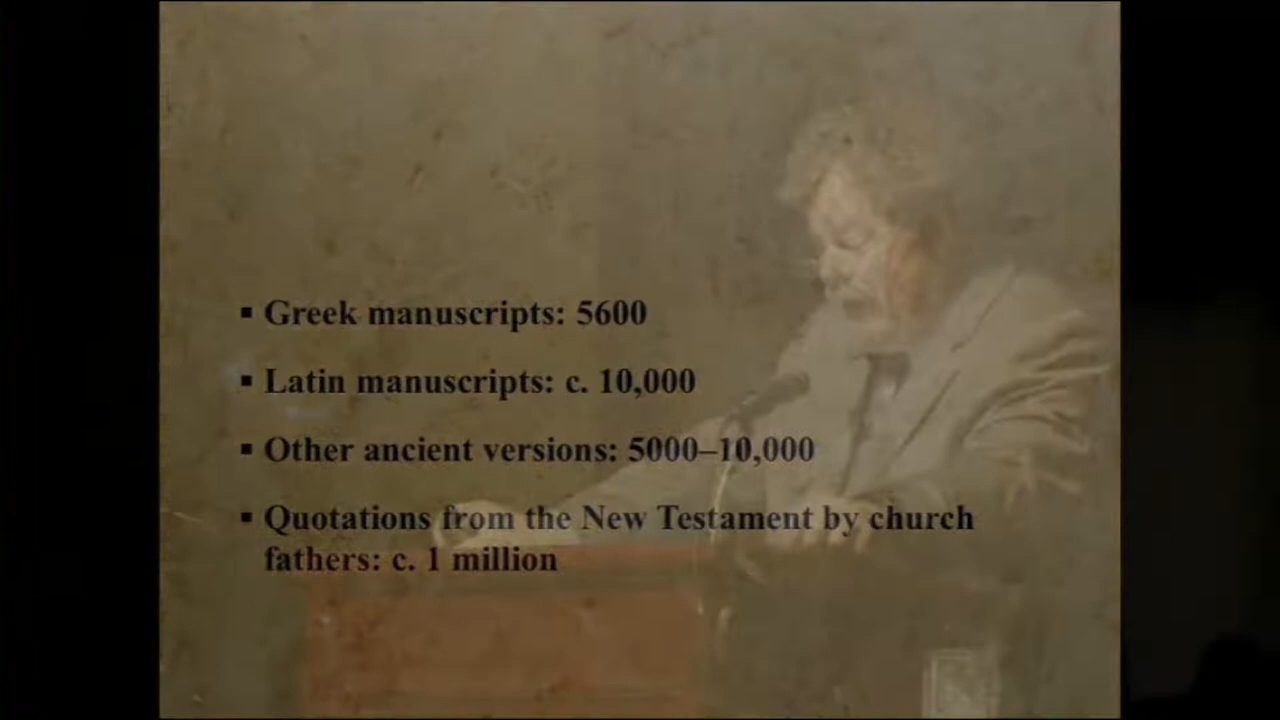 ▪ Greek manuscripts: 5600
▪ Latin manuscripts: c. 10,000
▪ Other ancient versions: 5000–10,000
▪ Quotations from the New Testament by church
fathers: c. 1 million